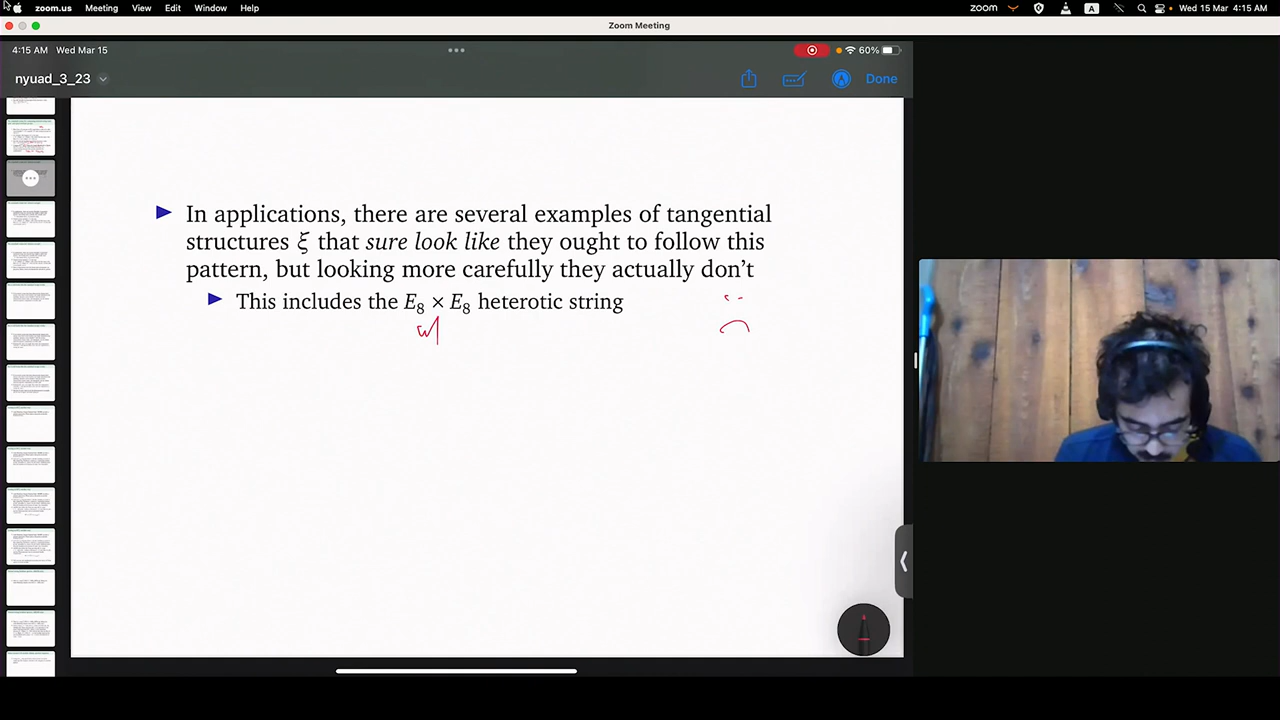 zoom.us Meeting View Edit Window Help zoom A Wed 15 Mar 4:15 AM
Zoom Meeting
4:15 AM Wed Mar 15 60%
nyuad_3_23 Done
In applications, there are several examples of tangential
structures ξ that sure look like they ought to follow this
pattern, but looking more carefully they actually don't
This includes the E₈ × E₈ heterotic string
w/